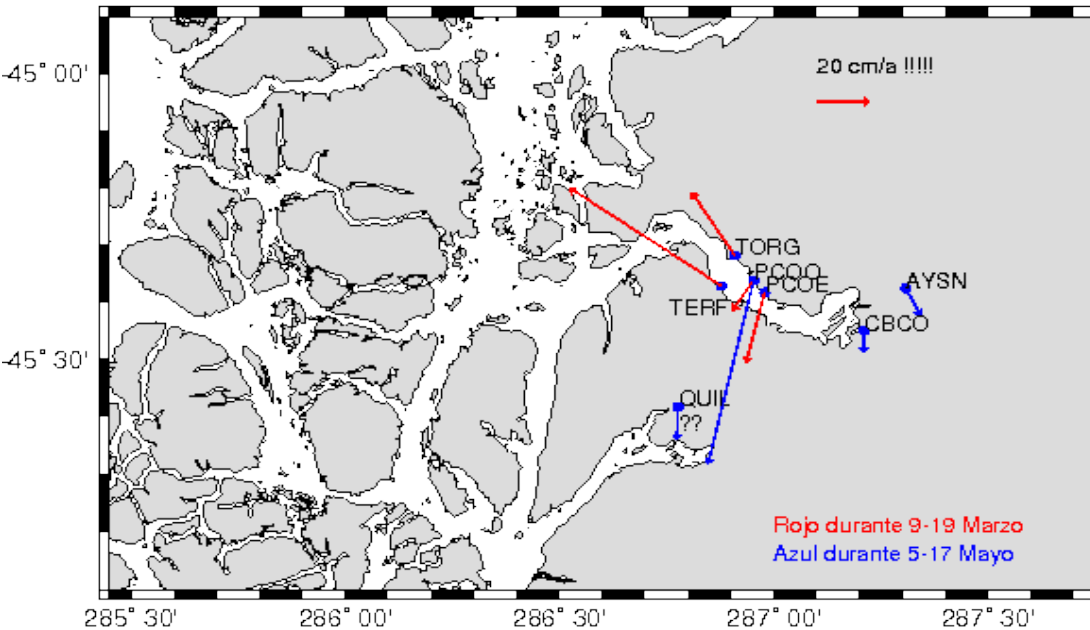 -45° 00'
20 cm/a !!!!!
TORG
PCOO
PCOE
AYSN
TERF
CBCO
-45° 30'
QUIL
??
Rojo durante 9-19 Marzo
Azul durante 5-17 Mayo
285° 30'
286° 00'
286° 30'
287° 00'
287° 30'